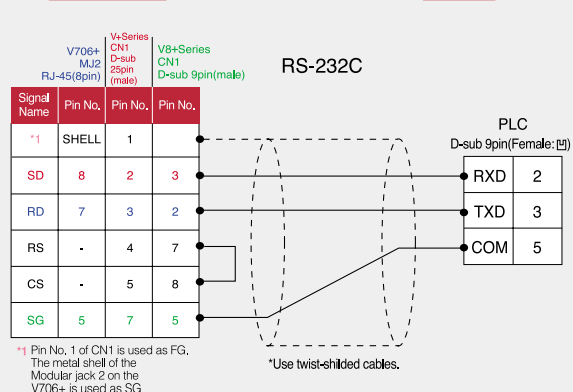 V706+
MJ2
RJ-45(8pin)
V+Series
CN1
D-sub
25pin
(male)
V8+Series
CN1
D-sub 9pin(male)
RS-232C
Signal Name Pin No. Pin No. Pin No.
*1 SHELL 1
SD 8 2 3
RD 7 3 2
RS - 4 7
CS - 5 8
SG 5 7 5
PLC
D-sub 9pin(Female:凹)
RXD 2
TXD 3
COM 5
*1 Pin No. 1 of CN1 is used as FG.
The metal shell of the
Modular jack 2 on the
V706+ is used as SG
*Use twist-shilded cables.